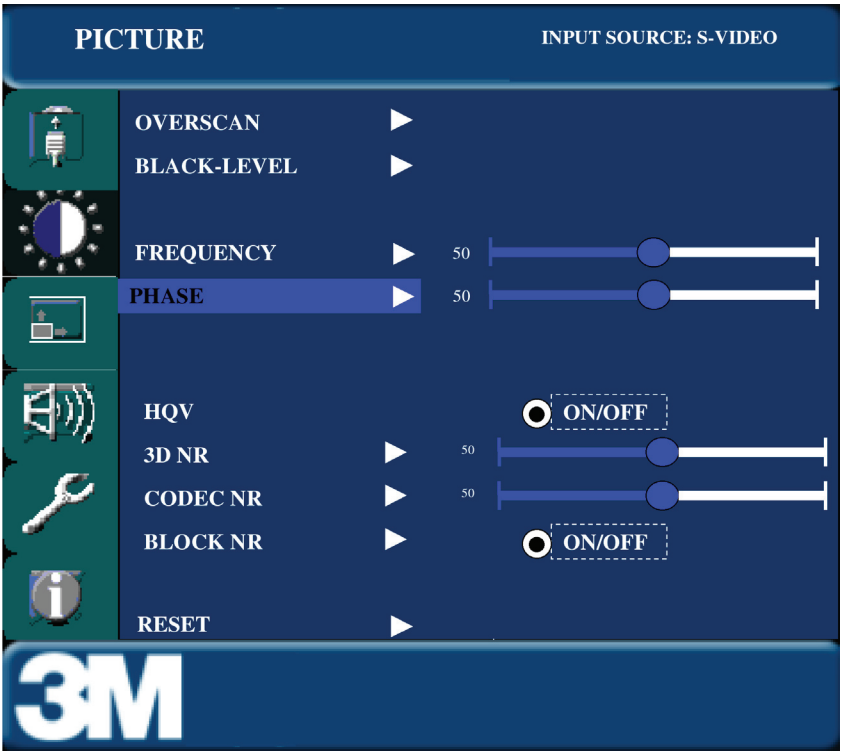 PICTURE INPUT SOURCE: S-VIDEO
OVERSCAN
BLACK-LEVEL
FREQUENCY 50
PHASE 50
HQV ON/OFF
3D NR 50
CODEC NR 50
BLOCK NR ON/OFF
RESET
3M